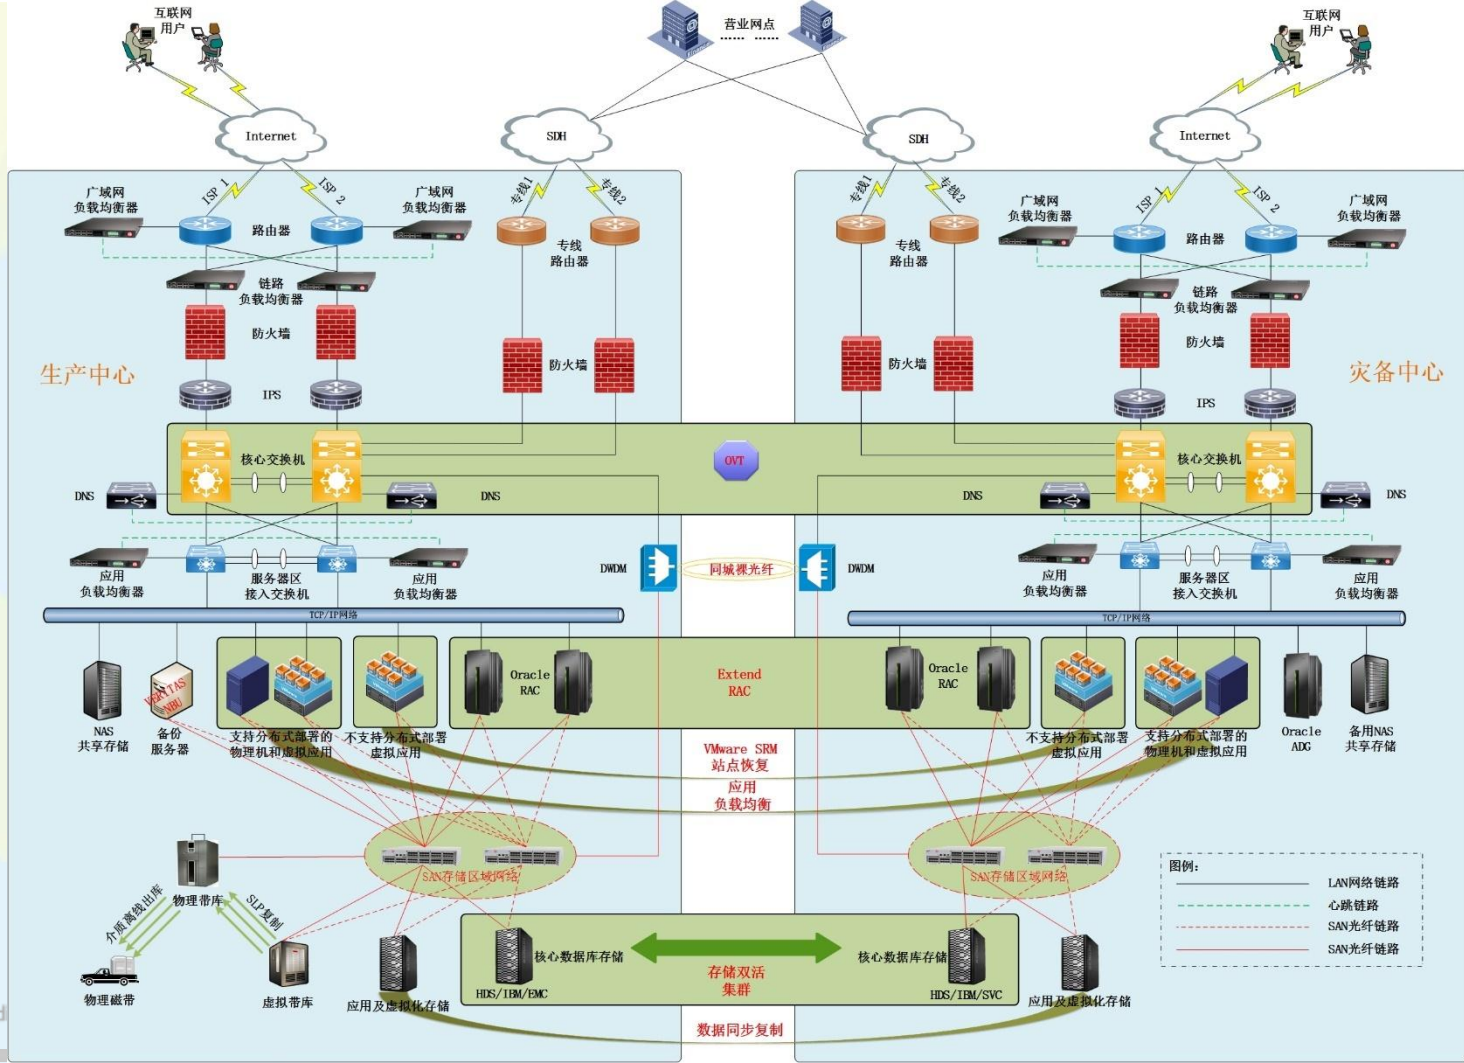 互联网
用户
营业网点
互联网
用户
Internet
SDH
SDH
Internet
ISP 1
ISP 2
专线1
专线2
专线1
专线2
ISP 1
ISP 2
广域网
负载均衡器
广域网
负载均衡器
路由器
专线
路由器
专线
路由器
广域网
负载均衡器
广域网
负载均衡器
路由器
链路
负载均衡器
链路
负载均衡器
防火墙
防火墙
防火墙
防火墙
生产中心
灾备中心
IPS
IPS
核心交换机
OVT
核心交换机
DNS
DNS
DNS
DNS
应用
负载均衡器
服务器区
接入交换机
应用
负载均衡器
DWDM
同城裸光纤
DWDM
应用
负载均衡器
服务器区
接入交换机
应用
负载均衡器
TCP/IP网络
TCP/IP网络
NAS
共享存储
VERITAS
NBU
备份
服务器
支持分布式部署的
物理机和虚拟应用
不支持分布式部署
虚拟应用
Oracle
RAC
Extend
RAC
Oracle
RAC
不支持分布式部署
虚拟应用
支持分布式部署的
物理机和虚拟应用
Oracle
ADG
备用NAS
共享存储
VMware SRM
站点恢复
应用
负载均衡
SAN存储区域网络
SAN存储区域网络
物理带库
介质离线出库
SLP复制
物理磁带
虚拟带库
应用及虚拟化存储
核心数据库存储
HDS/IBM/EMC
存储双活
集群
核心数据库存储
HDS/IBM/SVC
应用及虚拟化存储
数据同步复制
图例：
LAN网络链路
心跳链路
SAN光纤链路
SAN光纤链路